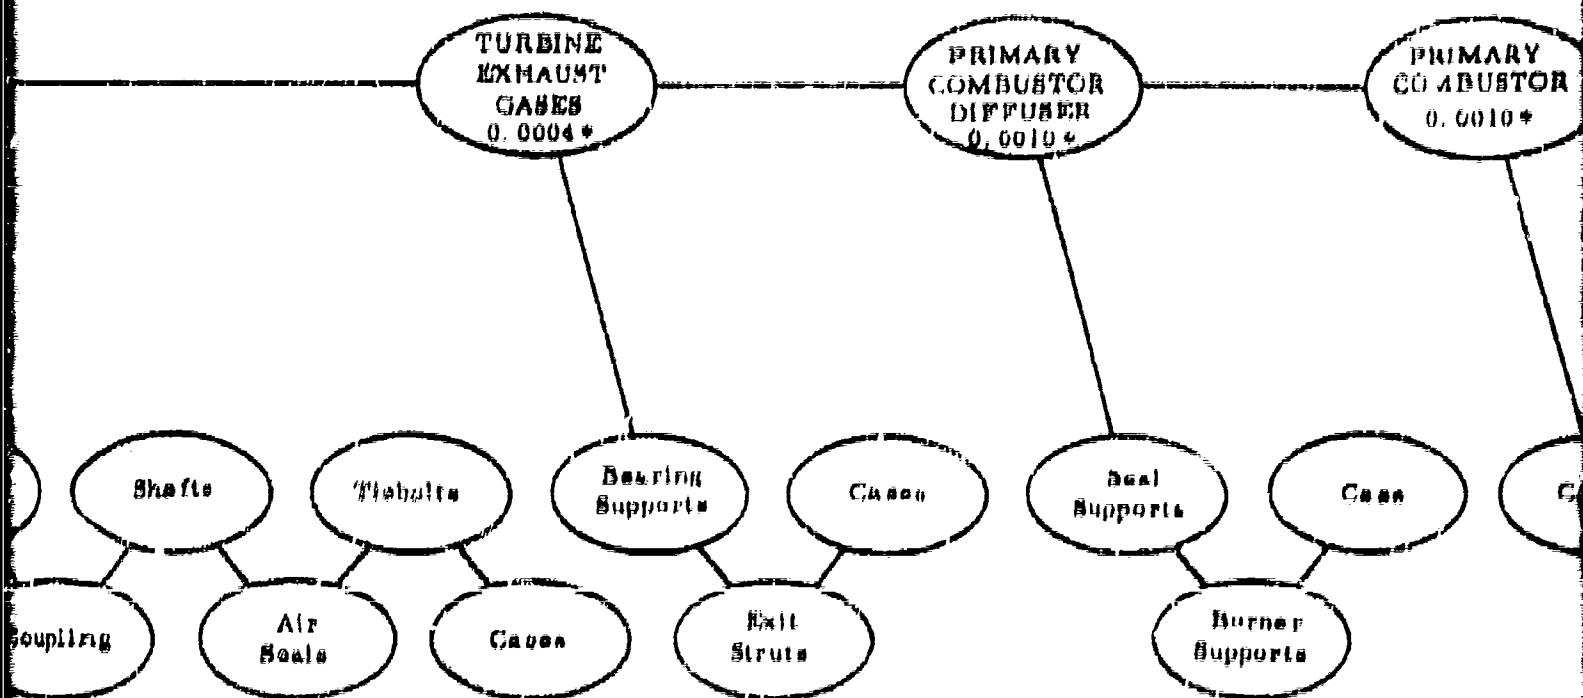 TURBINE
EXHAUST
GASES
0.0004*
PRIMARY
COMBUSTOR
DIFFUSER
0.0010*
PRIMARY
COMBUSTOR
0.0010*
Shafts
Tiebolts
Bearing
Supports
Cases
Seal
Supports
Case
Coupling
Air
Seals
Cases
Exit
Struts
Burner
Supports